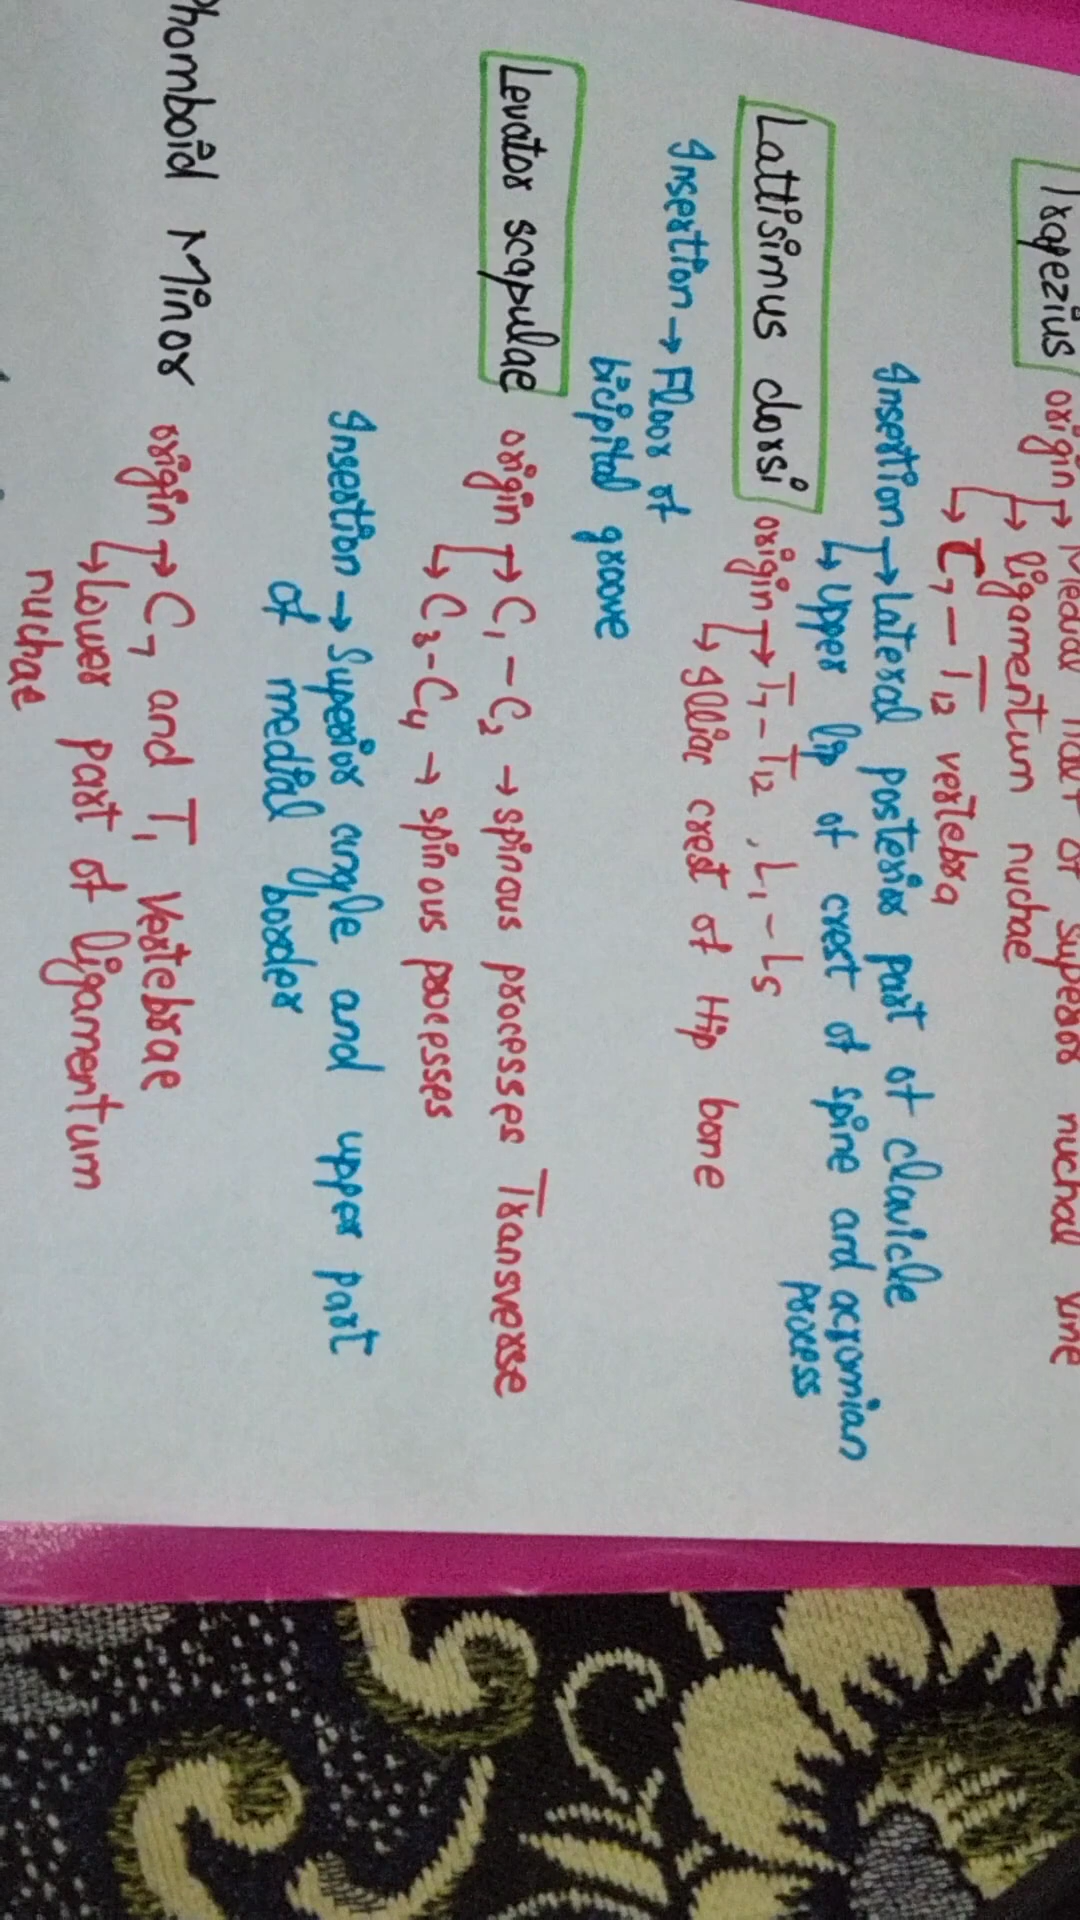 Trapezius origin → Medial half of superior nuchal line
→ ligamentum nuchae
→ C7 - T12 vertebra
Insertion → Lateral posterior part of clavicle
→ Upper lip of crest of spine and acromian
process
Lattisimus dorsi origin → T7 - T12 , L1 - L5
→ Illiac crest of Hip bone
Insertion → Floor of
bicipital groove
Levator scapulae origin → C1 - C2 → spinous processes Transverse
→ C3 - C4 → spinous processes
Insertion → Superior angle and upper part
of medial border
Rhomboid Minor origin → C7 and T1 Vertebrae
→ Lower part of ligamentum
nuchae